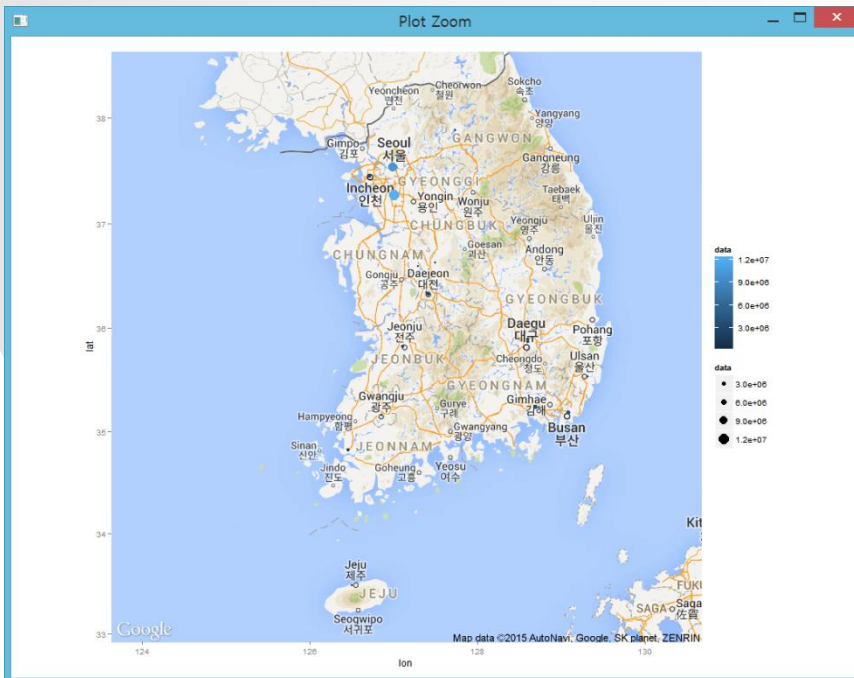 Plot Zoom
38
37
36
35
34
33
lat
124
126
128
130
lon
Sokcho
속초
Cheorwon
철원
Yeoncheon
연천
Yangyang
양양
Gimpo
김포
Seoul
서울
GANGWON
Gangneung
강릉
Incheon
인천
GYEONGGI
Taebaek
태백
Yongin
용인
Wonju
원주
Yeongju
영주
Uljin
울진
CHUNGBUK
Goesan
괴산
Andong
안동
CHUNGNAM
Gongju
공주
Daejeon
대전
GYEONGBUK
Jeonju
전주
Daegu
대구
Pohang
포항
JEONBUK
Cheongdo
청도
Ulsan
울산
GYEONGNAM
Gwangju
광주
Gurye
구례
Gimhae
김해
Hampyeong
함평
Gwangyang
광양
Busan
부산
Sinan
신안
JEONNAM
Jindo
진도
Goheung
고흥
Yeosu
여수
Kit
Jeju
제주
JEJU
Seogwipo
서귀포
FUKU
SAGA
Saga
佐賀
Google
Map data ©2015 AutoNavi, Google, SK planet, ZENRIN
data
1.2e+07
9.0e+06
6.0e+06
3.0e+06
data
3.0e+06
6.0e+06
9.0e+06
1.2e+07